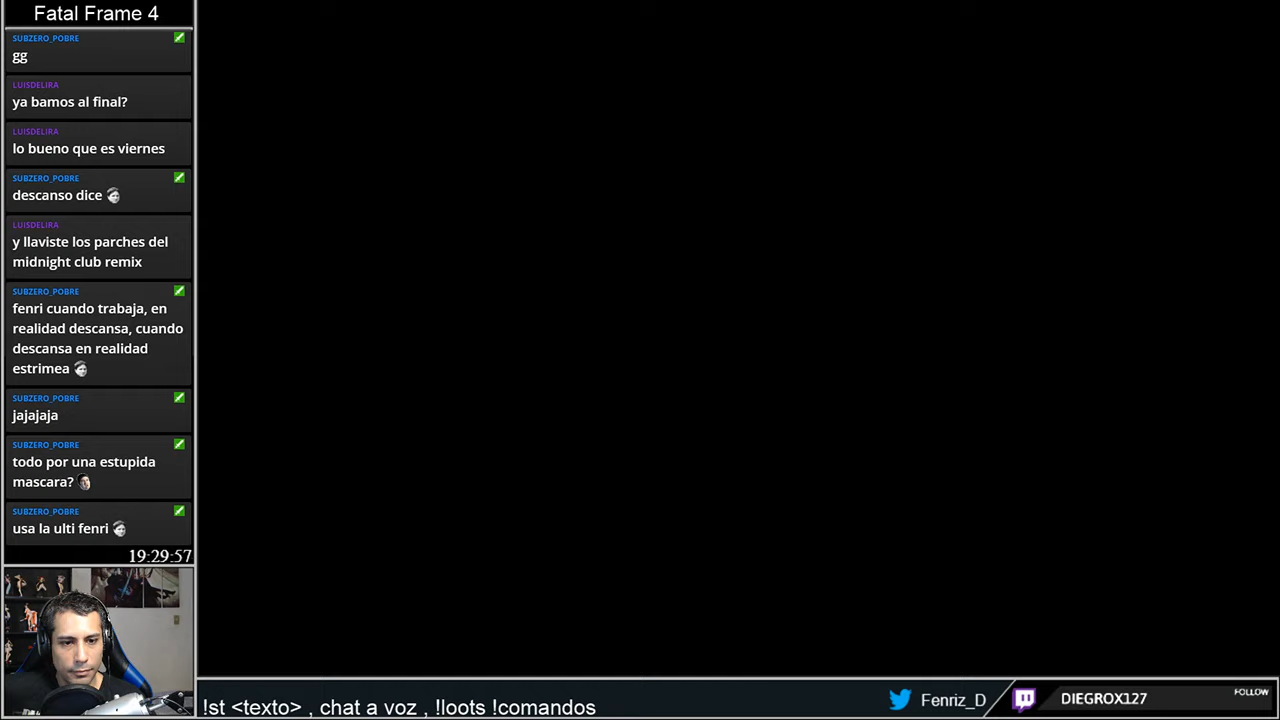 Fatal Frame 4
SUBZERO_POBRE
gg
LUISDELIRA
ya bamos al final?
LUISDELIRA
lo bueno que es viernes
SUBZERO_POBRE
descanso dice
LUISDELIRA
y llaviste los parches del
midnight club remix
SUBZERO_POBRE
fenri cuando trabaja, en
realidad descansa, cuando
descansa en realidad
estrimea
SUBZERO_POBRE
jajajaja
SUBZERO_POBRE
todo por una estupida
mascara?
SUBZERO_POBRE
usa la ulti fenri
19:29:57
!st <texto> , chat a voz , !loots !comandos
Fenriz_D
DIEGROX127
FOLLOW